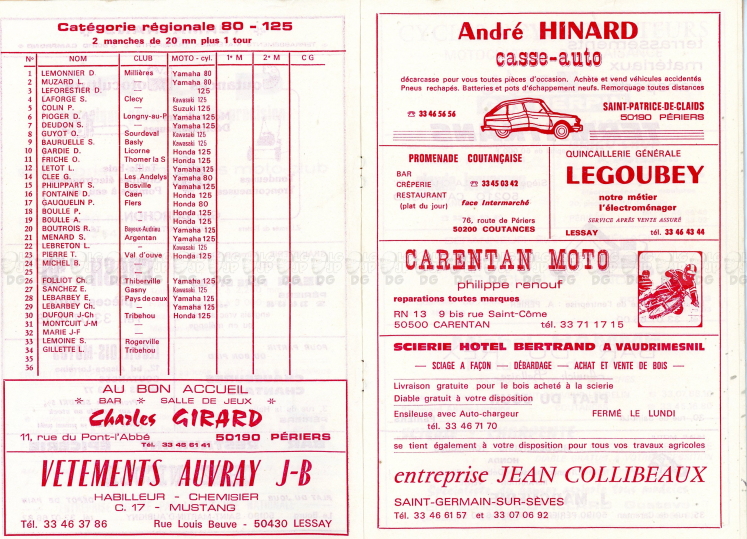 Catégorie régionale 80 - 125
2 manches de 20 mn plus 1 tour
No NOM CLUB MOTO - cyl. 1e M 2e M C G
1 LEMONNIER D. Millières Yamaha 80
2 MUZARD L. — Yamaha 80
3 LEFORESTIER D. — 125
4 LAFORGE S. Clecy Kawasaki 125
5 COLIN P. — Suzuki 125
6 PIOGER D. Longny-au-P Yamaha 125
7 DEUDON S. — Yamaha 125
8 GUYOT O. Sourdeval Kawasaki 125
9 BAURUELLE S. Basly Kawasaki 125
10 GARDIE D. Licorne Honda 125
11 FRICHE O. Thomer la S Honda 125
12 LETOT L. — Yamaha 125
14 CLEE G. Les Andelys Yamaha 80
15 PHILIPPART S. Bosville Yamaha 125
16 FONTAINE D. Caen Honda 125
17 GAUQUELIN P. Flers Honda 80
18 BOULLE P. — Honda 125
19 BOULLE A. — Honda 125
20 BOUTROIS R. Yamaha 125
21 MENARD S. Argentan Yamaha 125
22 LEBRETON L. — Kawasaki 125
23 PIERRE T. Val d'ouve Honda 125
24 MICHEL B. —
25 —
26 FOLLIOT Ch. Thiberville Yamaha 125
27 SANCHEZ E. Gasny Kawasaki 125
28 LEBARBEY E. Pays de caux Yamaha 125
29 LEBARBEY Ch. — Yamaha 125
30 DUFOUR J-Ch Tribehou Honda 125
31 MONTCUIT J-M —
32 MARIE J-F —
33 LEMOINE S. Rogerville
34 GILLETTE L. Tribehou
35
36
AU BON ACCUEIL
BAR SALLE DE JEUX
Charles GIRARD
11, rue du Pont-l'Abbé 50190 PÉRIERS
Tél. 33 46 61 41
VETEMENTS AUVRAY J-B
HABILLEUR - CHEMISIER
C. 17 - MUSTANG
Tél. 33 46 37 86 Rue Louis Beuve - 50430 LESSAY
André HINARD
casse-auto
décarcasse pour vous toutes pièces d'occasion. Achète et vend véhicules accidentés
Pneus rechapés. Batteries et pots d'échappement neufs. Remorquage toutes distances
☎ 33 46 56 56
SAINT-PATRICE-DE-CLAIDS
50190 PÉRIERS
PROMENADE COUTANÇAISE
BAR
CRÊPERIE
RESTAURANT
(plat du jour)
☎ 33 45 03 42
face Intermarché
76, route de Périers
50200 COUTANCES
QUINCAILLERIE GÉNÉRALE
LEGOUBEY
notre métier
l'électroménager
SERVICE APRÈS VENTE ASSURÉ
LESSAY tél. 33 46 43 44
CARENTAN MOTO
philippe renouf
reparations toutes marques
RN 13 9 bis rue Saint-Côme
50500 CARENTAN tél. 33 71 17 15
SCIERIE HOTEL BERTRAND A VAUDRIMESNIL
— SCIAGE A FAÇON — DÉBARDAGE — ACHAT ET VENTE DE BOIS —
Livraison gratuite pour le bois acheté à la scierie
Diable gratuit à votre disposition
Ensileuse avec Auto-chargeur FERMÉ LE LUNDI
tél. 33 46 71 70
se tient également à votre disposition pour tous vos travaux agricoles
entreprise JEAN COLLIBEAUX
SAINT-GERMAIN-SUR-SÈVES
Tél. 33 46 61 57 et 33 07 06 92